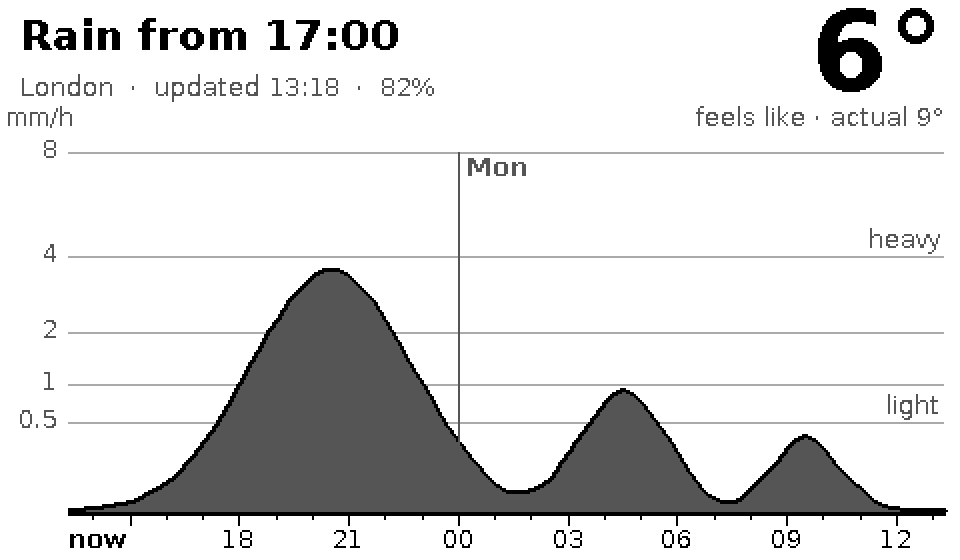 Rain from 17:00
6°
London · updated 13:18 · 82%
mm/h
feels like · actual 9°
8
Mon
heavy
4
2
1
light
0.5
now 18 21 00 03 06 09 12